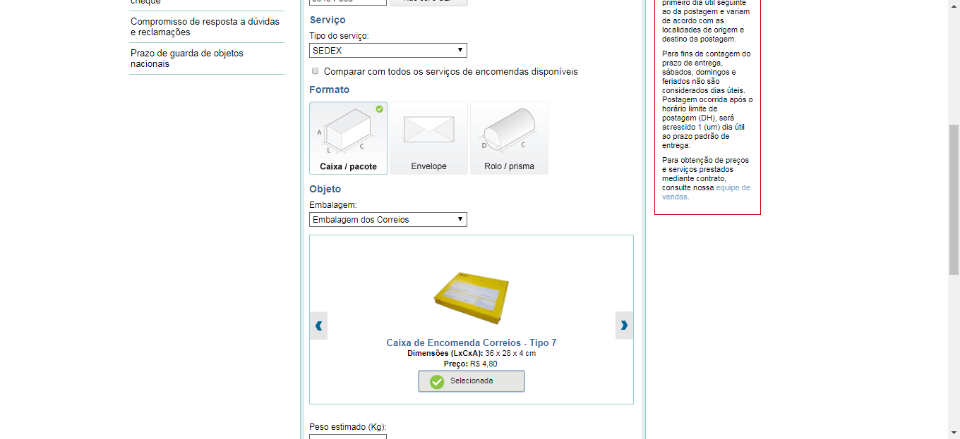 cheque
Compromisso de resposta a dúvidas
e reclamações
Prazo de guarda de objetos
nacionais
Serviço
Tipo do serviço:
SEDEX
Comparar com todos os serviços de encomendas disponíveis
Formato
A
L
C
Caixa / pacote
Envelope
D
C
Rolo / prisma
Objeto
Embalagem:
Embalagem dos Correios
Caixa de Encomenda Correios - Tipo 7
Dimensões (LxCxA): 36 x 28 x 4 cm
Preço: R$ 4,80
Selecionada
Peso estimado (Kg):
primeiro dia útil seguinte
ao da postagem e variam
de acordo com as
localidades de origem e
destino da postagem.
Para fins de contagem do
prazo de entrega,
sábados, domingos e
feriados não são
considerados dias úteis.
Postagem ocorrida após o
horário limite de
postagem (DH), será
acrescido 1 (um) dia útil
ao prazo padrão de
entrega.
Para obtenção de preços
e serviços prestados
mediante contrato,
consulte nossa equipe de
vendas.